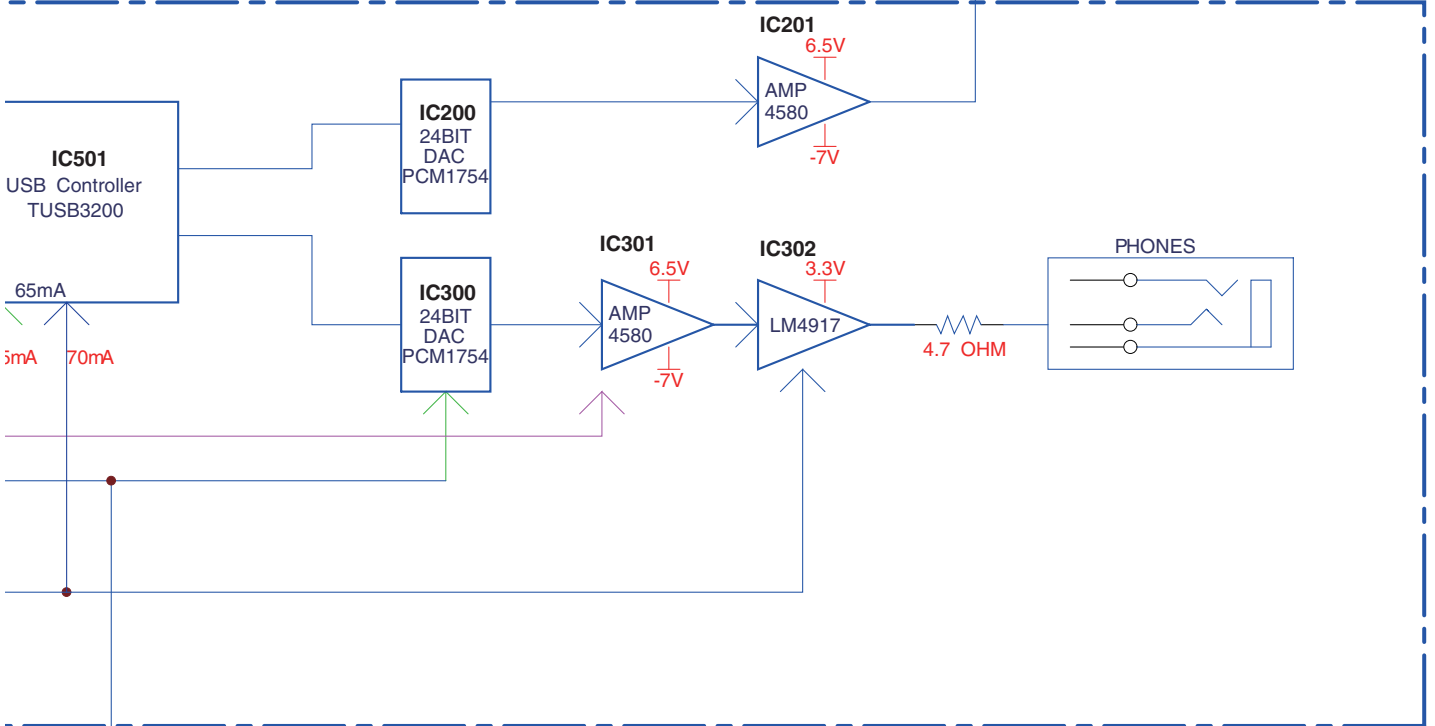 IC201
6.5V
AMP
4580
-7V
IC200
24BIT
DAC
PCM1754
IC501
USB Controller
TUSB3200
65mA
5mA
70mA
IC300
24BIT
DAC
PCM1754
IC301
6.5V
AMP
4580
-7V
IC302
3.3V
LM4917
4.7 OHM
PHONES